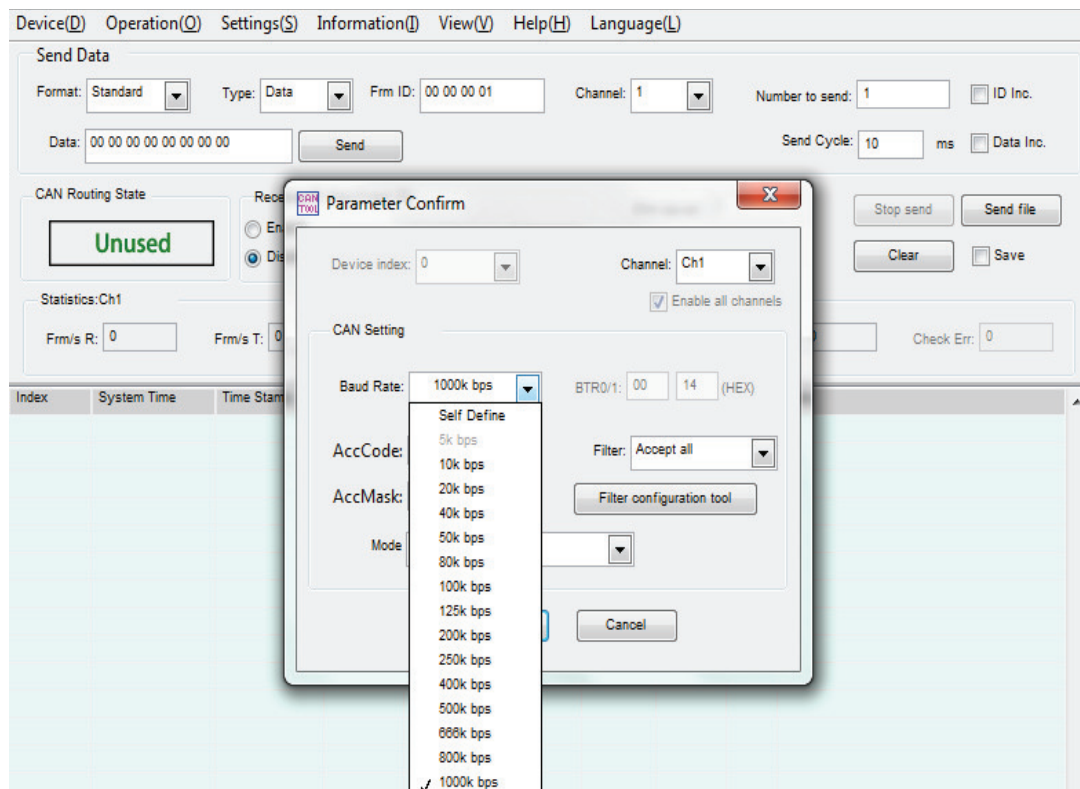 Device(D) Operation(O) Settings(S) Information(I) View(V) Help(H) Language(L)
Send Data
Format: Standard Type: Data Frm ID: 00 00 00 01 Channel: 1 Number to send: 1 ID Inc.
Data: 00 00 00 00 00 00 00 00 Send Send Cycle: 10 ms Data Inc.
CAN Routing State
Unused
Stop send Send file
Clear Save
Statistics:Ch1
Frm/s R: 0 Frm/s T: 0 Check Err: 0
Index System Time
CAN TOOL Parameter Confirm X
Device index: 0 Channel: Ch1
Enable all channels
CAN Setting
Baud Rate: 1000k bps BTR0/1: 00 14 (HEX)
Self Define
5k bps
AccCode: Filter: Accept all
10k bps
AccMask: 20k bps Filter configuration tool
40k bps
Mode 50k bps
80k bps
100k bps
125k bps
200k bps Cancel
250k bps
400k bps
500k bps
666k bps
800k bps
1000k bps